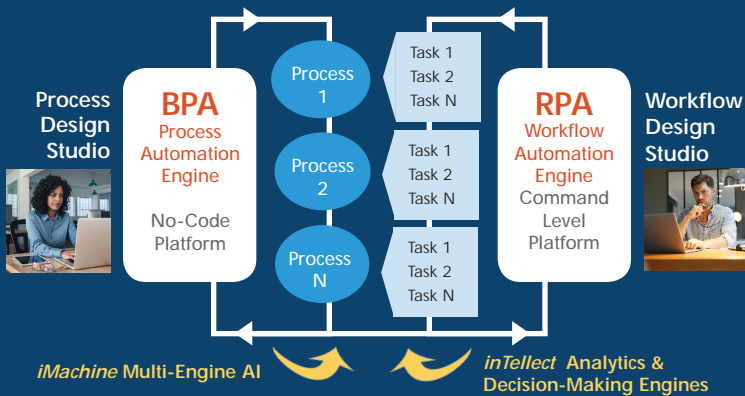 Process
Design
Studio
BPA
Process
Automation
Engine
No-Code
Platform
Process
1
Process
2
Process
N
Task 1
Task 2
Task N
Task 1
Task 2
Task N
Task 1
Task 2
Task N
RPA
Workflow
Automation
Engine
Command
Level
Platform
Workflow
Design
Studio
iMachine Multi-Engine AI
inTellect Analytics &
Decision-Making Engines